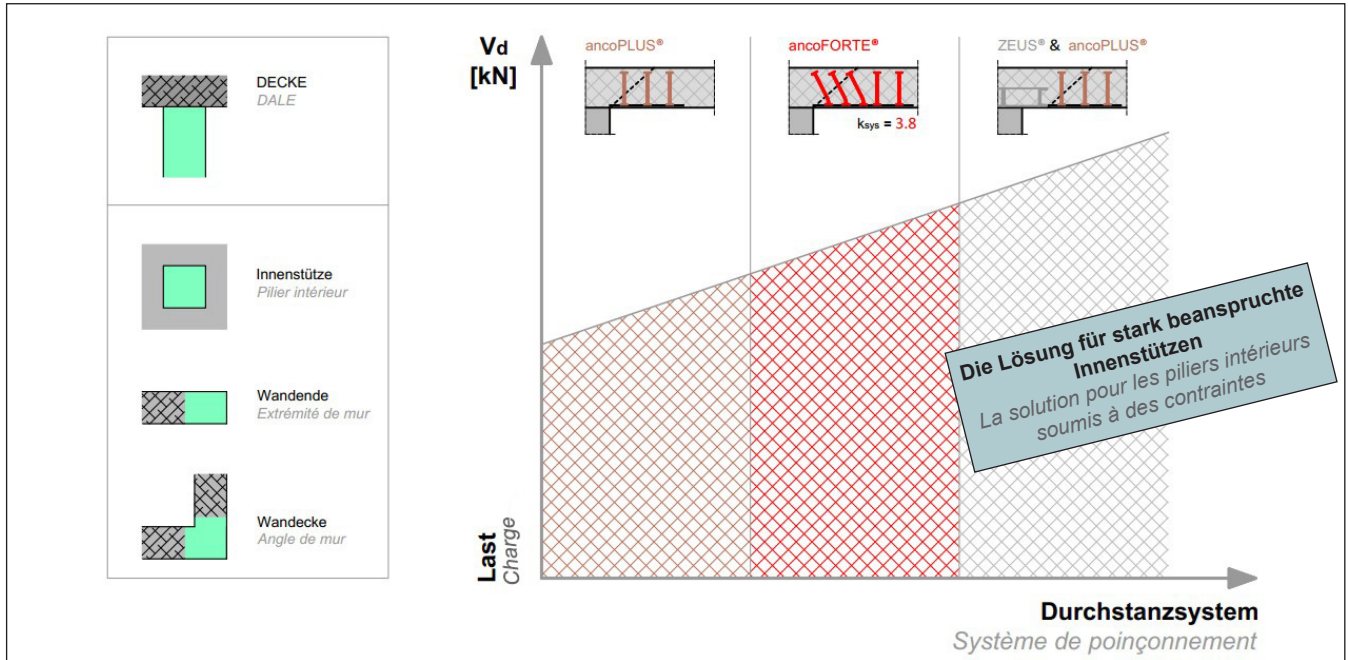 DECKE
DALE
Innenstütze
Pilier intérieur
Wandende
Extrémité de mur
Wandecke
Angle de mur
Vd
[kN]
ancoPLUS®
ancoFORTE®
ksys = 3.8
ZEUS® & ancoPLUS®
Die Lösung für stark beanspruchte
Innenstützen
La solution pour les piliers intérieurs
soumis à des contraintes
Last
Charge
Durchstanzsystem
Système de poinçonnement